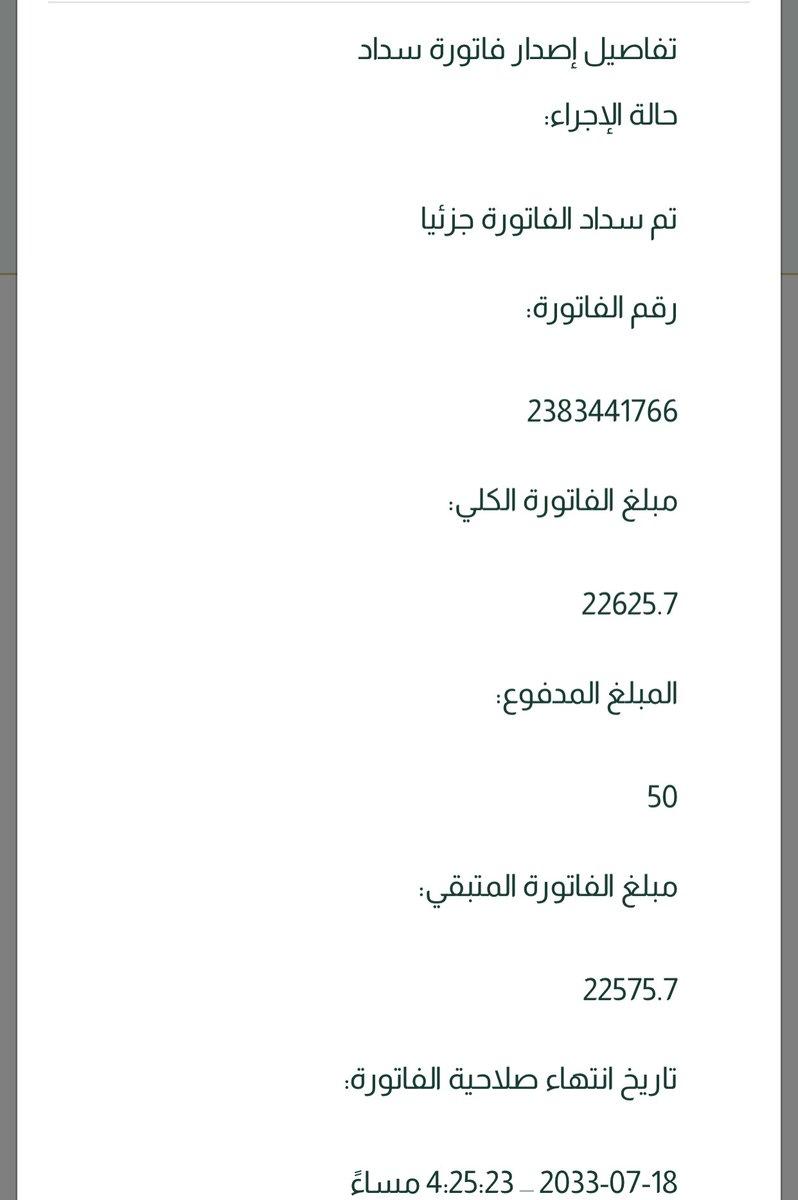 تفاصيل إصدار فاتورة سداد
حالة الإجراء:
تم سداد الفاتورة جزئيا
رقم الفاتورة:
2383441766
مبلغ الفاتورة الكلي:
22625.7
المبلغ المدفوع:
50
مبلغ الفاتورة المتبقي:
22575.7
تاريخ انتهاء صلاحية الفاتورة:
2033-07-18 _ 4:25:23 مساءً